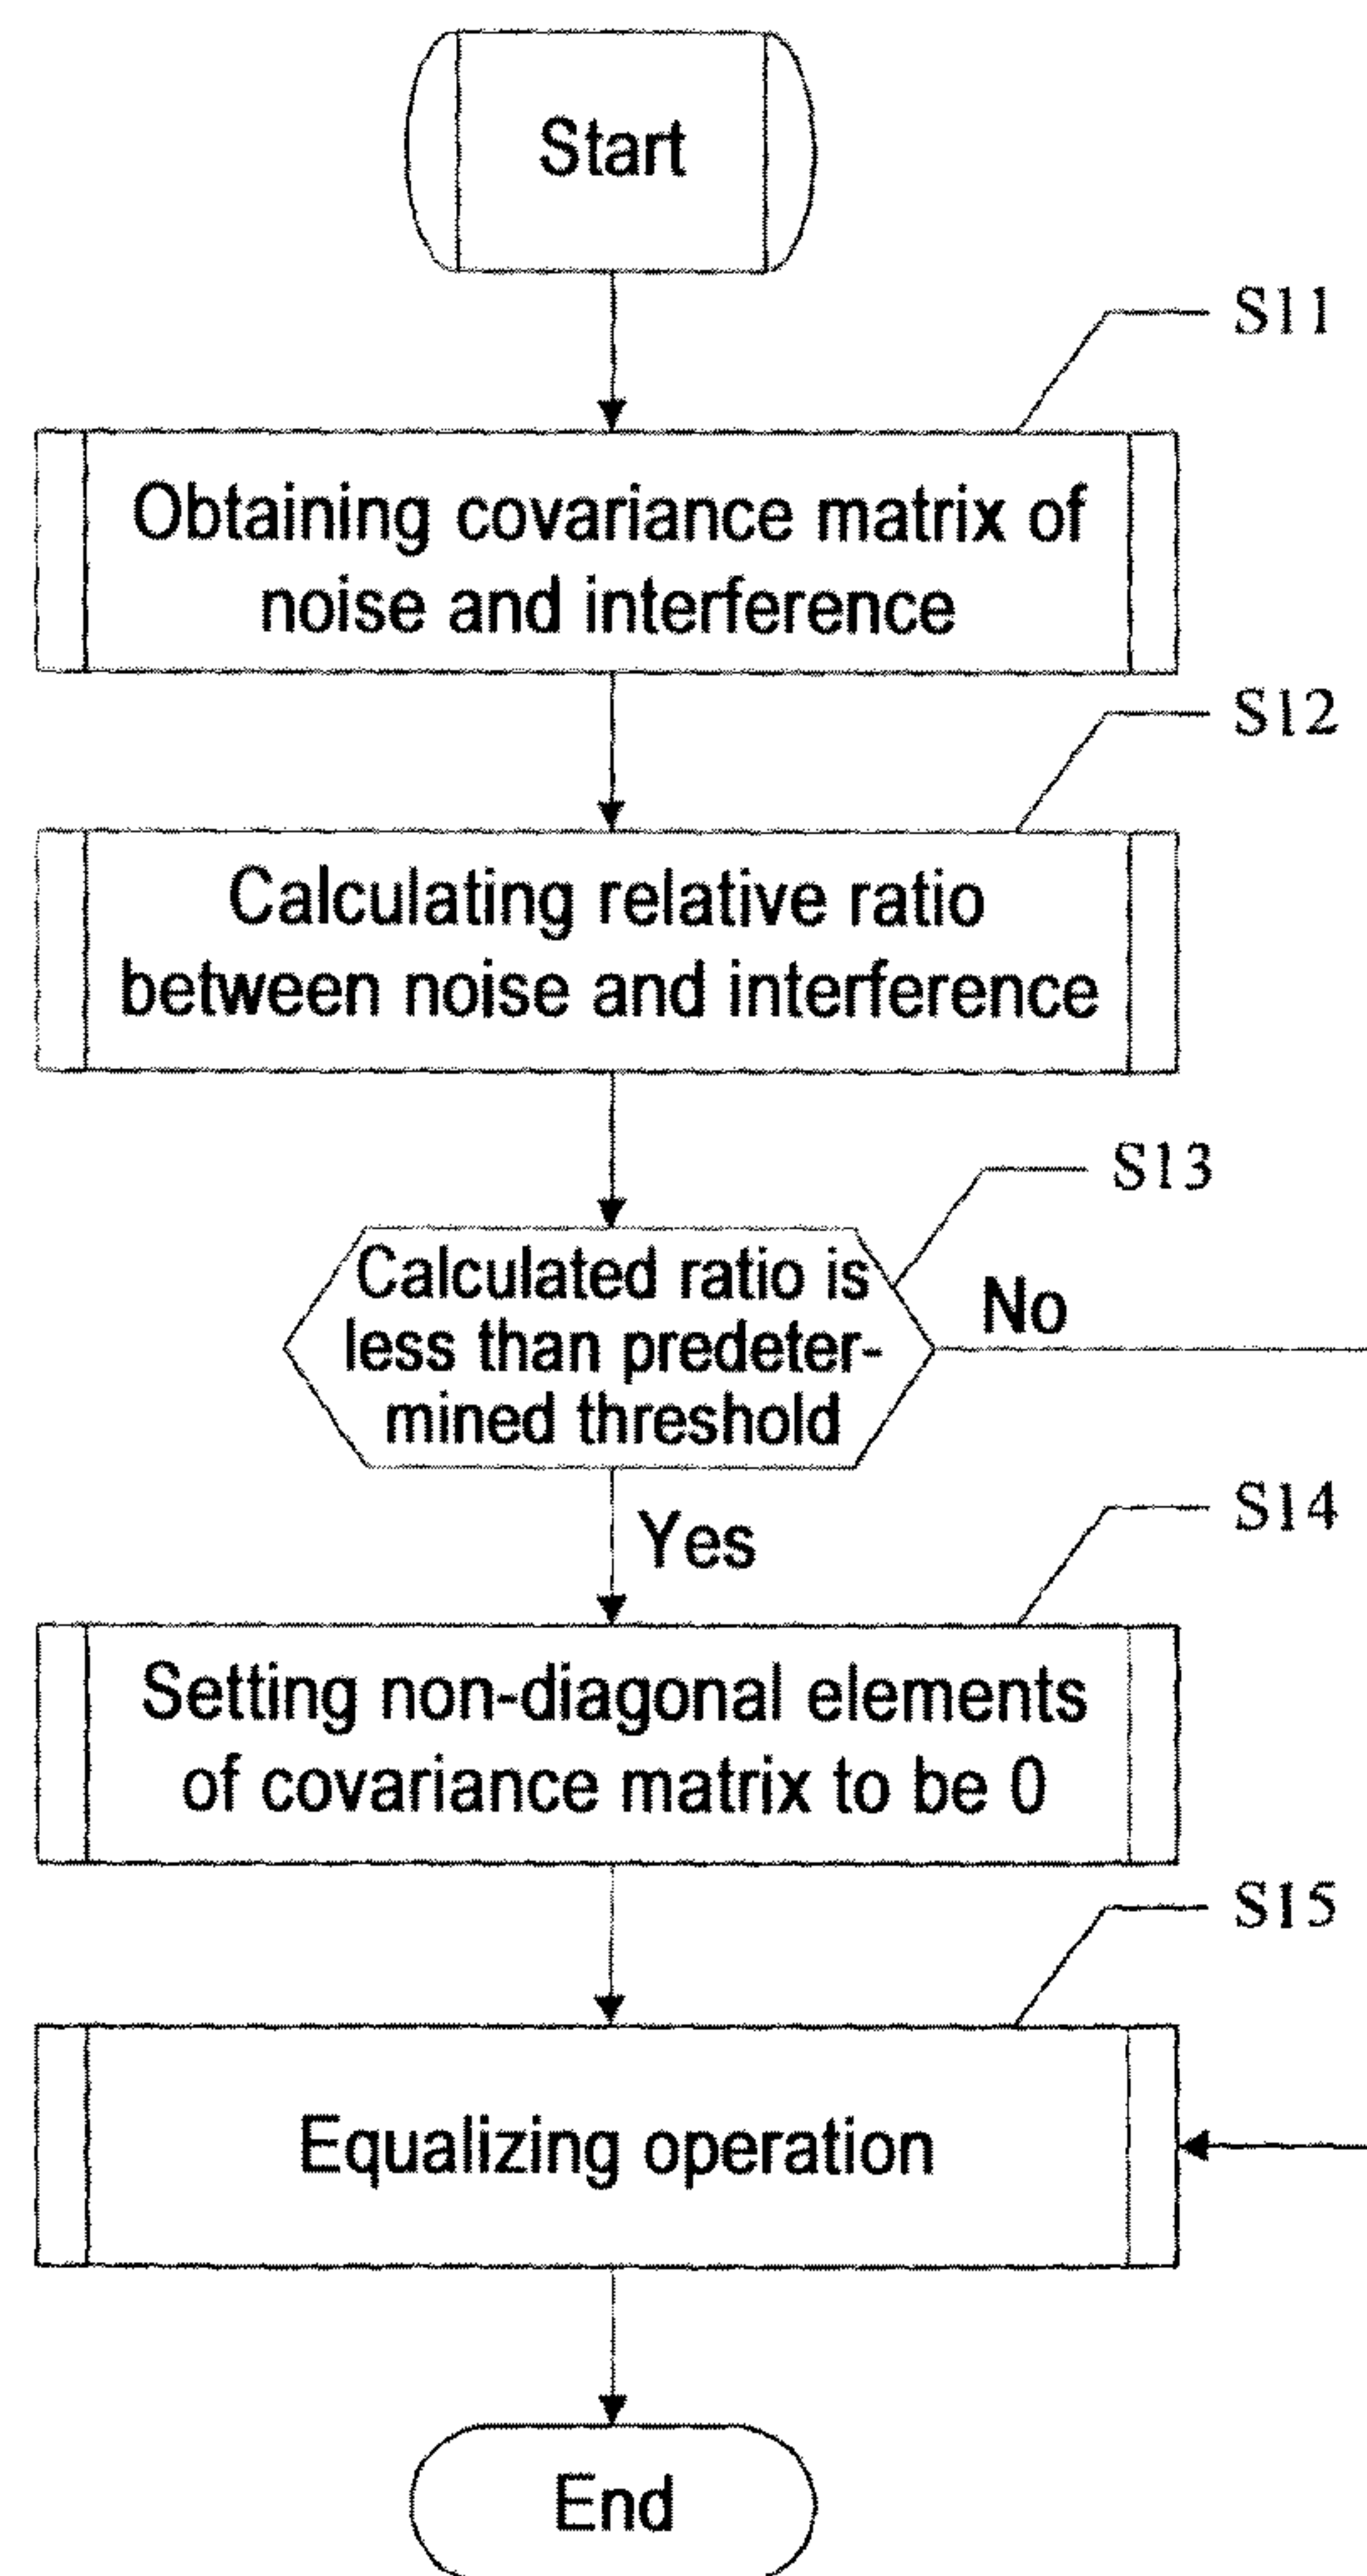 Start
S11
Obtaining covariance matrix of
noise and interference
S12
Calculating relative ratio
between noise and interference
S13
Calculated ratio is
less than predeter-
mined threshold
No
Yes
S14
Setting non-diagonal elements
of covariance matrix to be 0
S15
Equalizing operation
End